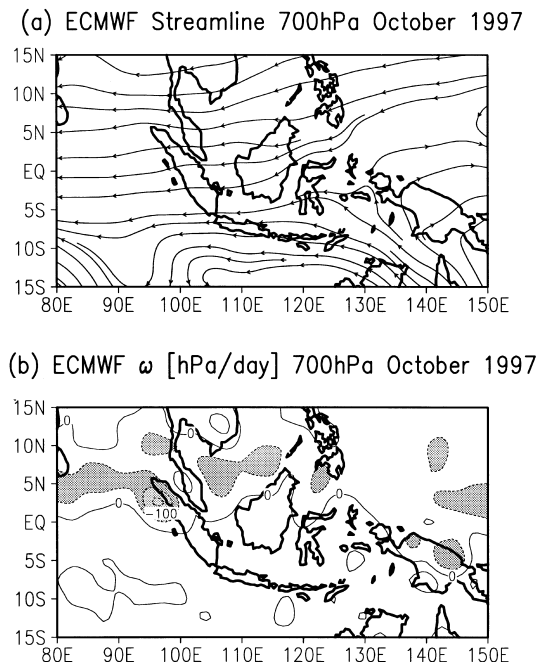 (a) ECMWF Streamline 700hPa October 1997
15N
10N
5N
EQ
5S
10S
15S
80E 90E 100E 110E 120E 130E 140E 150E
(b) ECMWF ω [hPa/day] 700hPa October 1997
15N
10N
5N
EQ
5S
10S
15S
0
0
0
0
0
-100
0
80E 90E 100E 110E 120E 130E 140E 150E